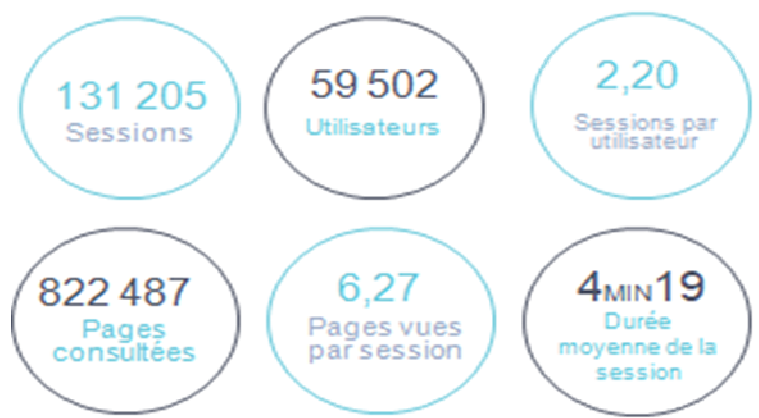 131 205
Sessions
59 502
Utilisateurs
2,20
Sessions par
utilisateur
822 487
Pages
consultées
6,27
Pages vues
par session
4MIN19
Durée
moyenne de la
session